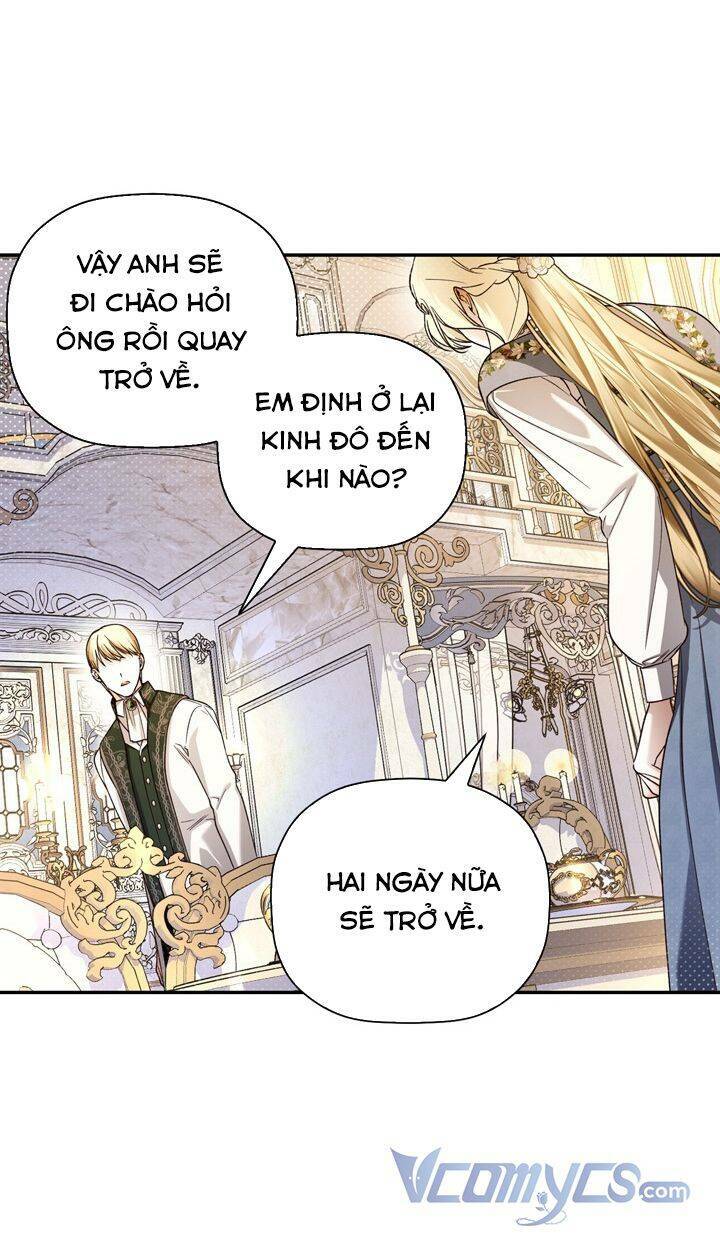 VẬY ANH SẼ
ĐI CHÀO HỎI
ÔNG RỒI QUAY
TRỞ VỀ.
EM ĐỊNH Ở LẠI
KINH ĐÔ ĐẾN
KHI NÀO?
HAI NGÀY NỮA
SẼ TRỞ VỀ.
VCOMYCS.com